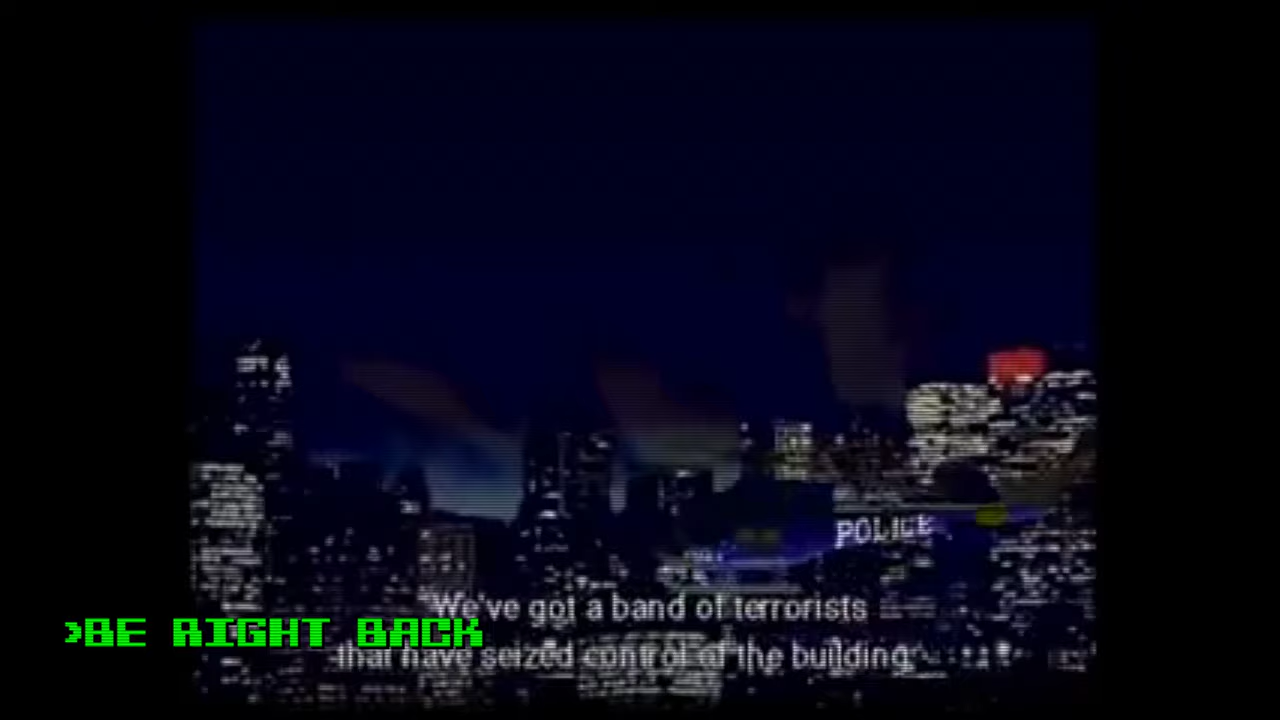 POLICE
"We've got a band of terrorists
>BE RIGHT BACK
that have seized control of the building.